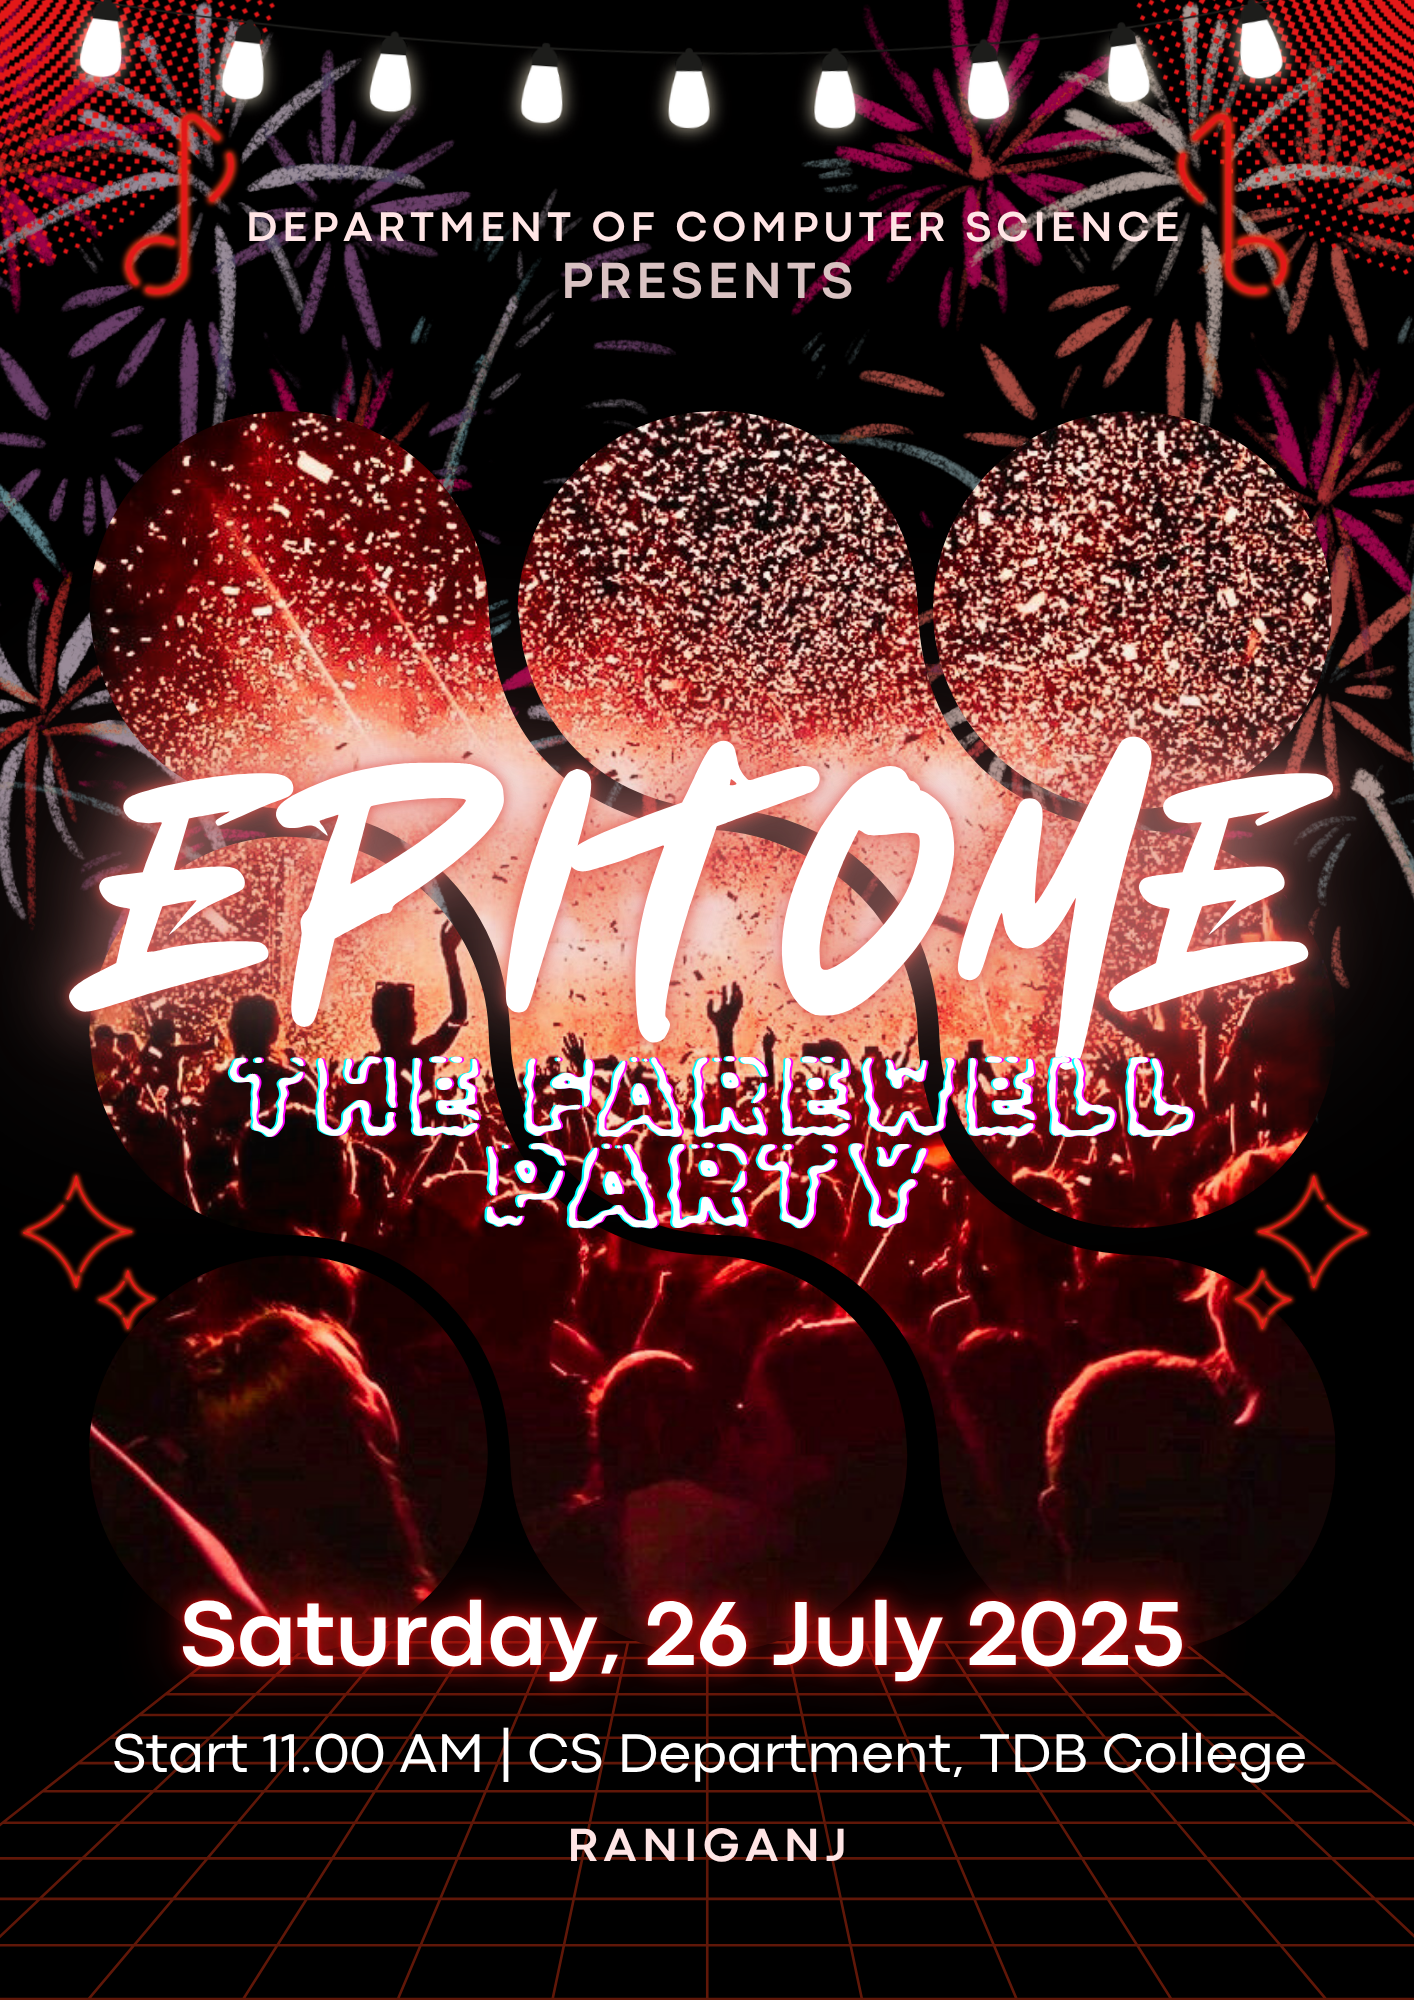 DEPARTMENT OF COMPUTER SCIENCE
PRESENTS
EPITOME
THE FAREWELL
PARTY
Saturday, 26 July 2025
Start 11.00 AM | CS Department, TDB College
RANIGANJ